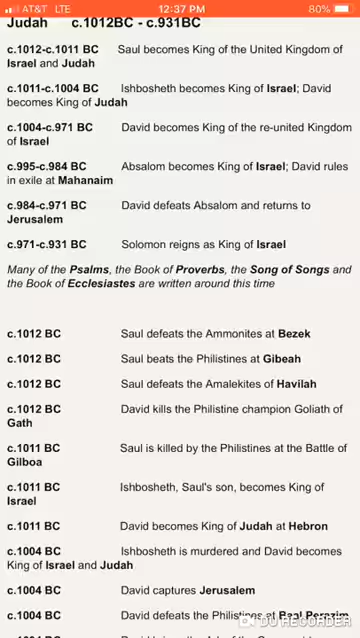 AT&T LTE 12:37 PM 80%
Judah c.1012BC - c.931BC
c.1012-c.1011 BC Saul becomes King of the United Kingdom of
Israel and Judah
c.1011-c.1004 BC Ishbosheth becomes King of Israel; David
becomes King of Judah
c.1004-c.971 BC David becomes King of the re-united Kingdom
of Israel
c.995-c.984 BC Absalom becomes King of Israel; David rules
in exile at Mahanaim
c.984-c.971 BC David defeats Absalom and returns to
Jerusalem
c.971-c.931 BC Solomon reigns as King of Israel
Many of the Psalms, the Book of Proverbs, the Song of Songs and
the Book of Ecclesiastes are written around this time
c.1012 BC Saul defeats the Ammonites at Bezek
c.1012 BC Saul beats the Philistines at Gibeah
c.1012 BC Saul defeats the Amalekites of Havilah
c.1012 BC David kills the Philistine champion Goliath of
Gath
c.1011 BC Saul is killed by the Philistines at the Battle of
Gilboa
c.1011 BC Ishbosheth, Saul's son, becomes King of
Israel
c.1011 BC David becomes King of Judah at Hebron
c.1004 BC Ishbosheth is murdered and David becomes
King of Israel and Judah
c.1004 BC David captures Jerusalem
c.1004 BC David defeats the Philistines at Baal Perazim
DU RECORDER